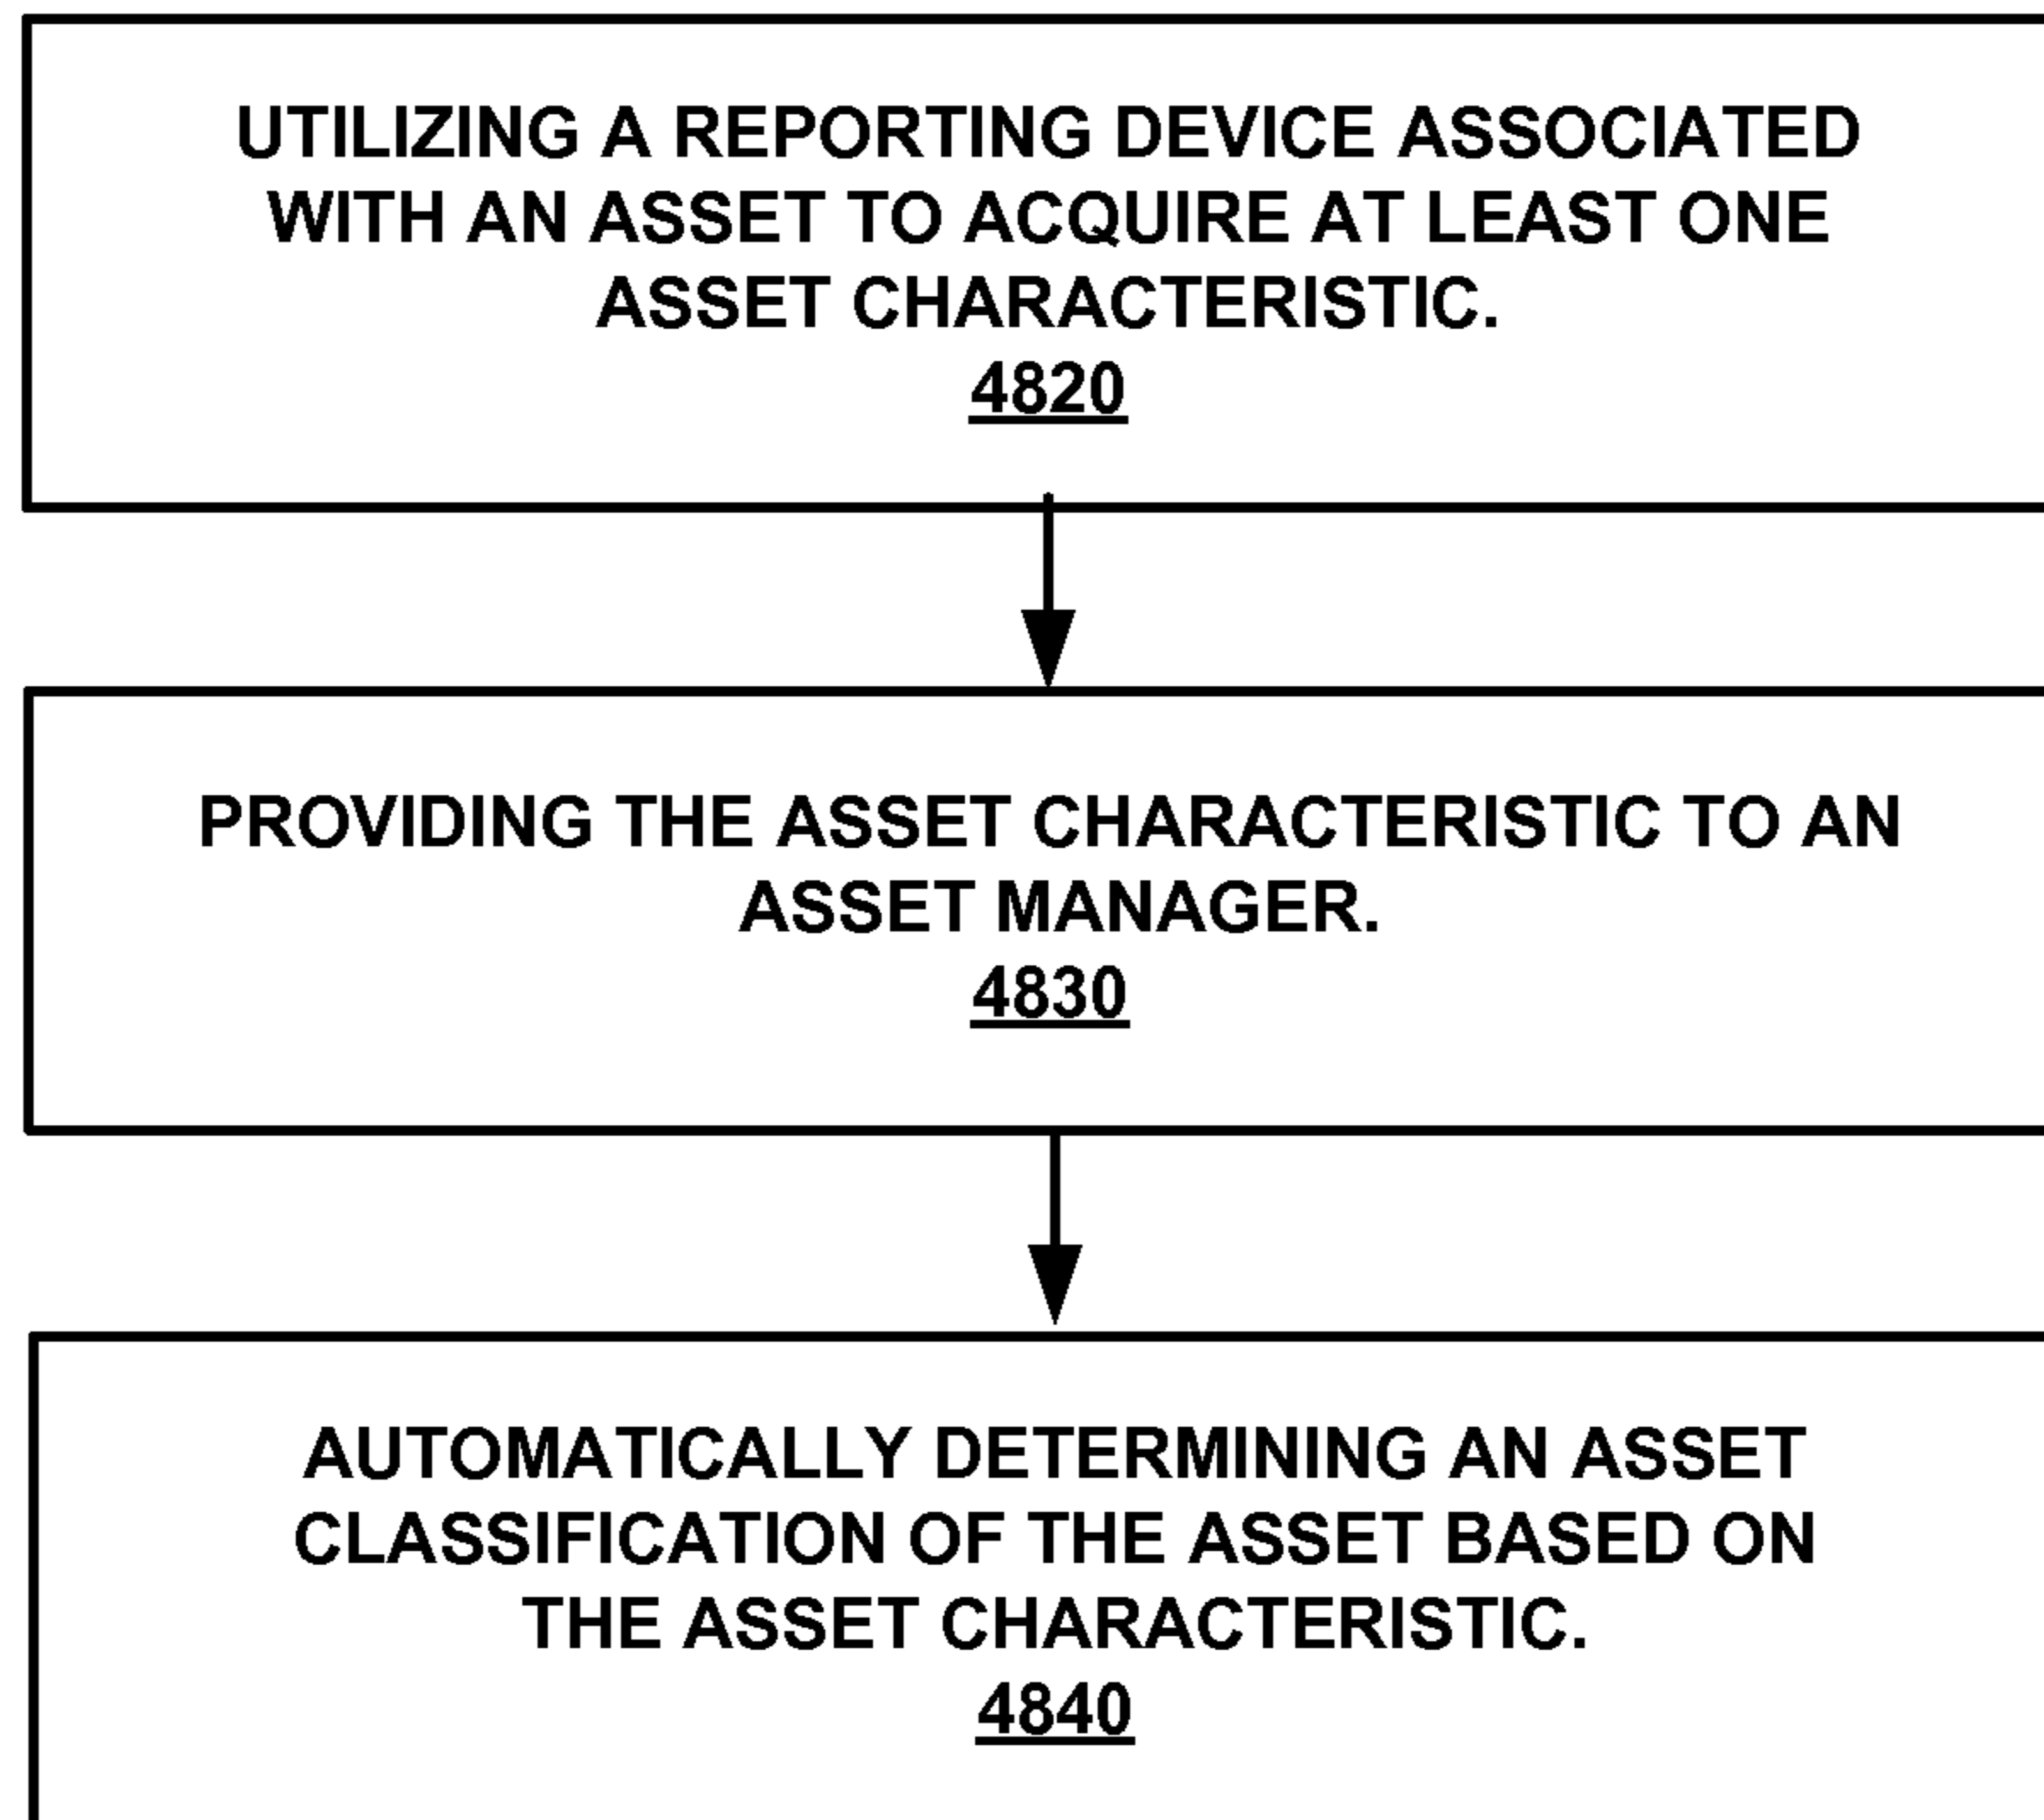 UTILIZING A REPORTING DEVICE ASSOCIATED
WITH AN ASSET TO ACQUIRE AT LEAST ONE
ASSET CHARACTERISTIC.
4820
PROVIDING THE ASSET CHARACTERISTIC TO AN
ASSET MANAGER.
4830
AUTOMATICALLY DETERMINING AN ASSET
CLASSIFICATION OF THE ASSET BASED ON
THE ASSET CHARACTERISTIC.
4840